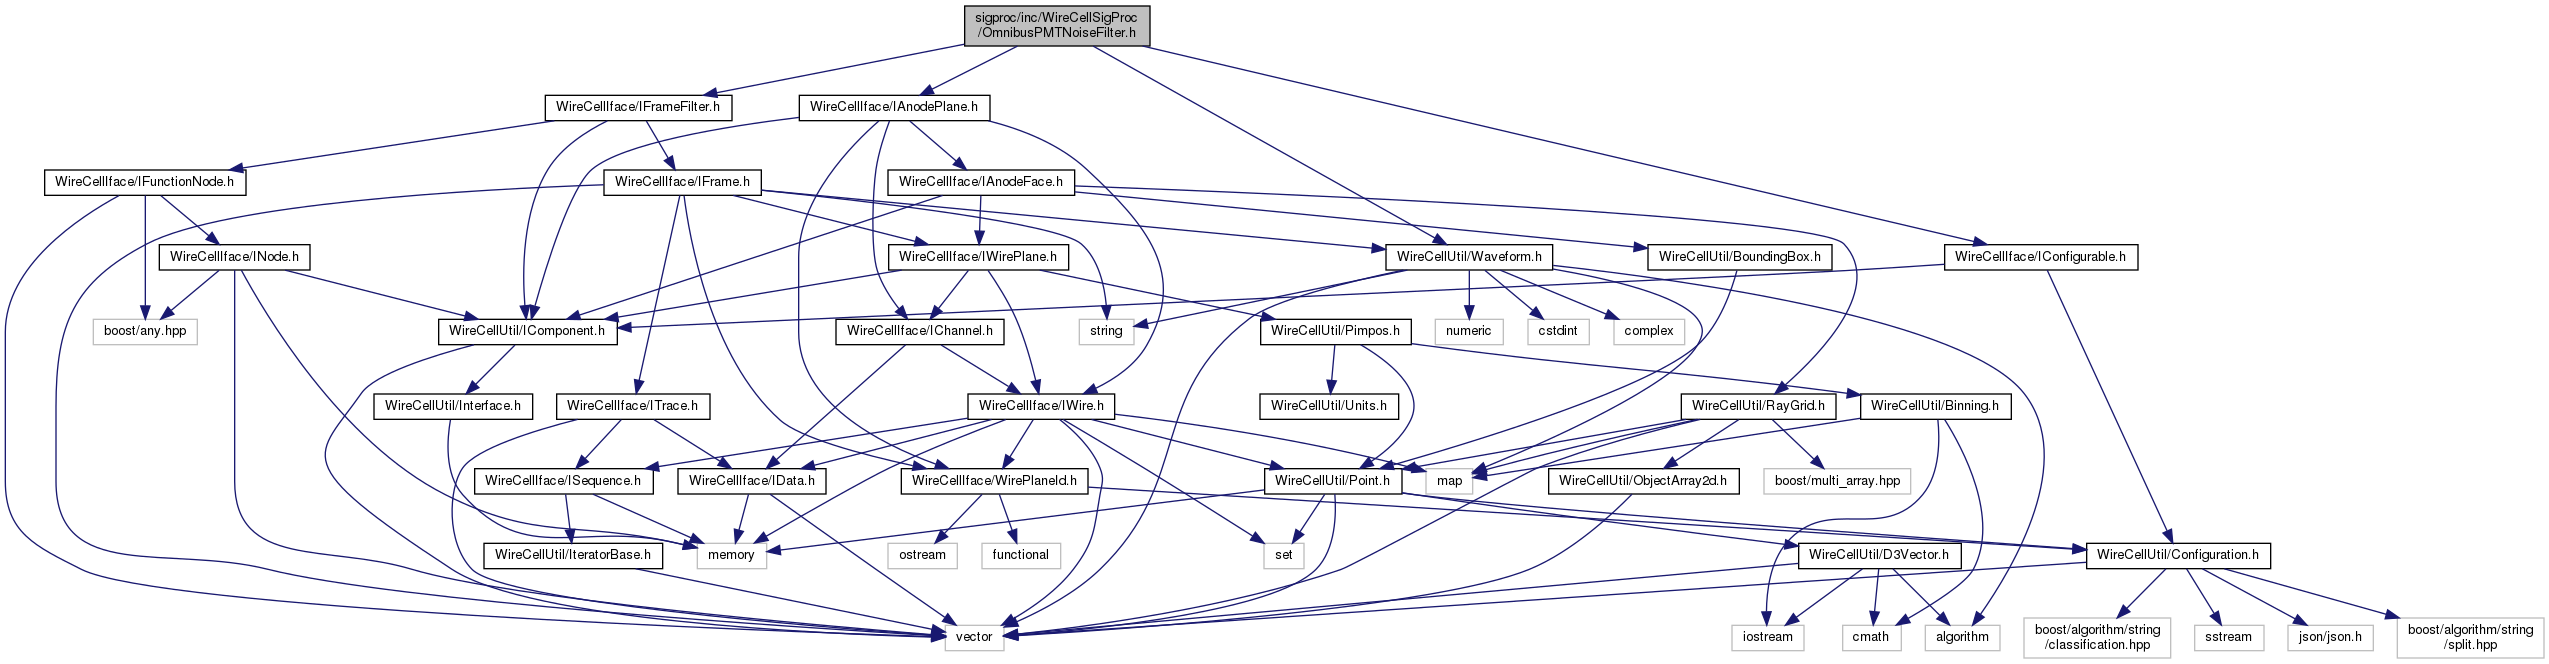 sigproc/inc/WireCellSigProc
/OmnibusPMTNoiseFilter.h
WireCellIface/IFrameFilter.h
WireCellIface/IAnodePlane.h
WireCellIface/IFunctionNode.h
WireCellIface/IFrame.h
WireCellIface/IAnodeFace.h
WireCellIface/INode.h
WireCellIface/IWirePlane.h
WireCellUtil/Waveform.h
WireCellUtil/BoundingBox.h
WireCellIface/IConfigurable.h
boost/any.hpp
WireCellUtil/IComponent.h
WireCellIface/IChannel.h
string
WireCellUtil/Pimpos.h
numeric
cstdint
complex
WireCellUtil/Interface.h
WireCellIface/ITrace.h
WireCellIface/IWire.h
WireCellUtil/Units.h
WireCellUtil/RayGrid.h
WireCellUtil/Binning.h
WireCellIface/ISequence.h
WireCellIface/IData.h
WireCellIface/WirePlaneId.h
WireCellUtil/Point.h
map
WireCellUtil/ObjectArray2d.h
boost/multi_array.hpp
WireCellUtil/IteratorBase.h
memory
ostream
functional
set
WireCellUtil/D3Vector.h
WireCellUtil/Configuration.h
vector
iostream
cmath
algorithm
boost/algorithm/string
/classification.hpp
sstream
json/json.h
boost/algorithm/string
/split.hpp